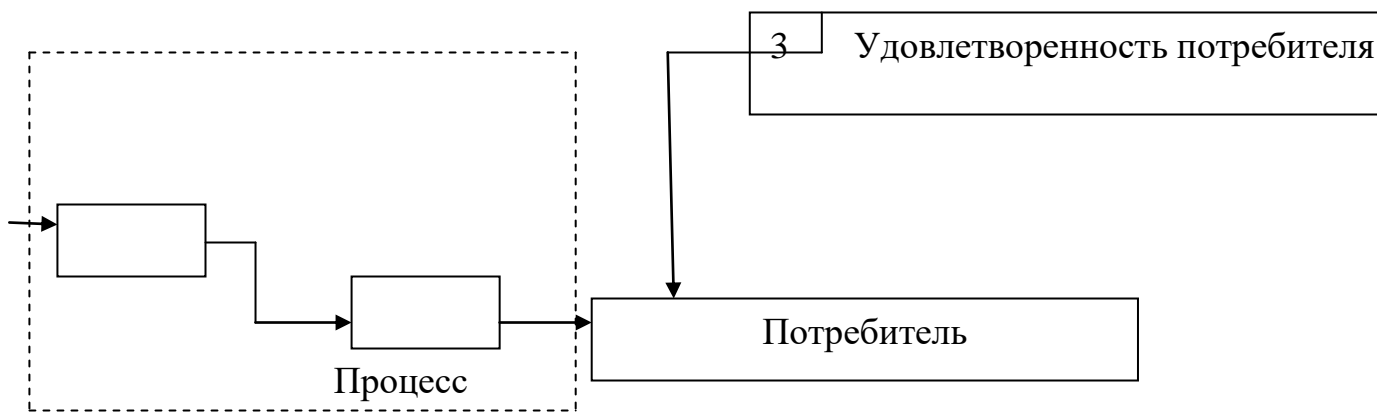 3 Удовлетворенность потребителя
Потребитель
Процесс